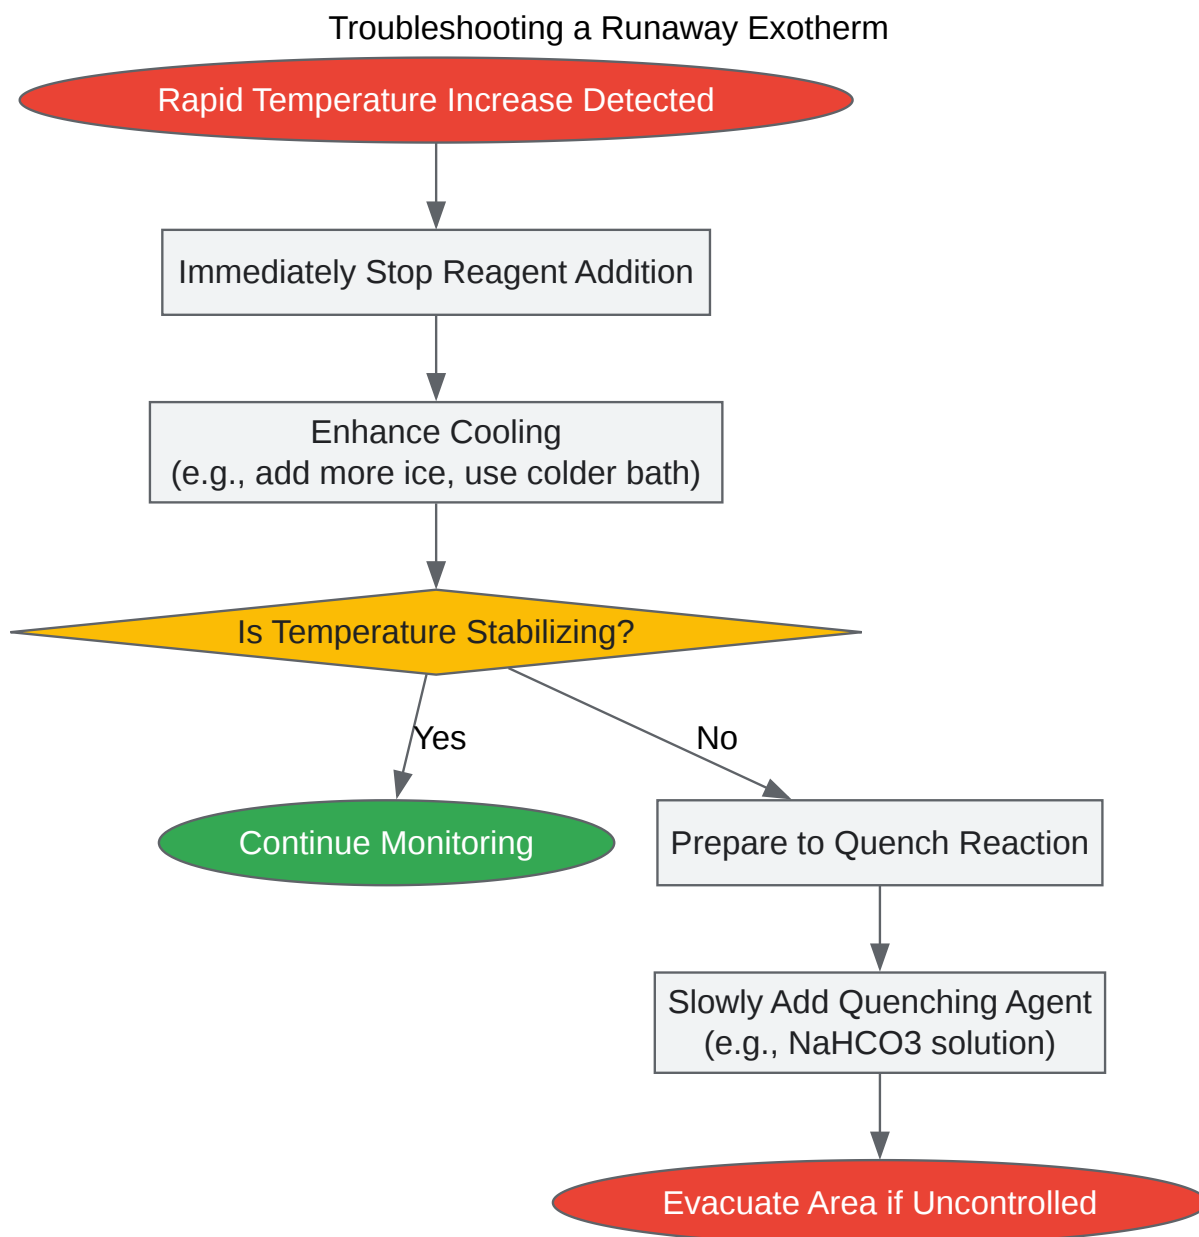 Troubleshooting a Runaway Exotherm
Rapid Temperature Increase Detected
Immediately Stop Reagent Addition
Enhance Cooling
(e.g., add more ice, use colder bath)
Is Temperature Stabilizing?
Yes
No
Continue Monitoring
Prepare to Quench Reaction
Slowly Add Quenching Agent
(e.g., NaHCO3 solution)
Evacuate Area if Uncontrolled